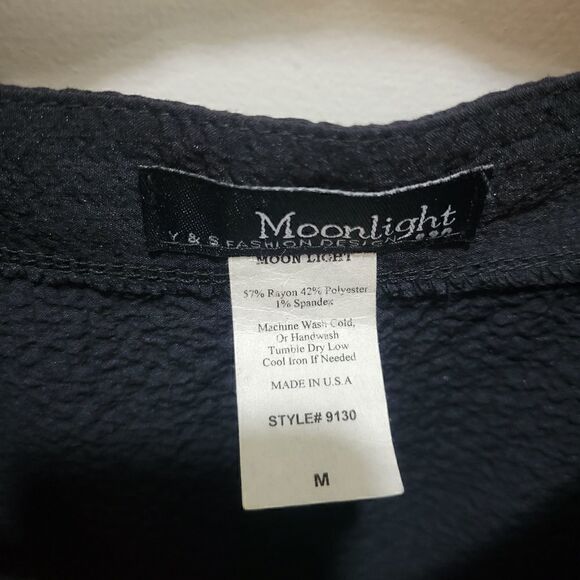 Moonlight
Y & S FASHION DESIGN
MOON LIGHT
57% Rayon 42% Polyester
1% Spandex
Machine Wash Cold,
Or Handwash
Tumble Dry Low
Cool Iron If Needed
MADE IN U.S.A
STYLE# 9130
M